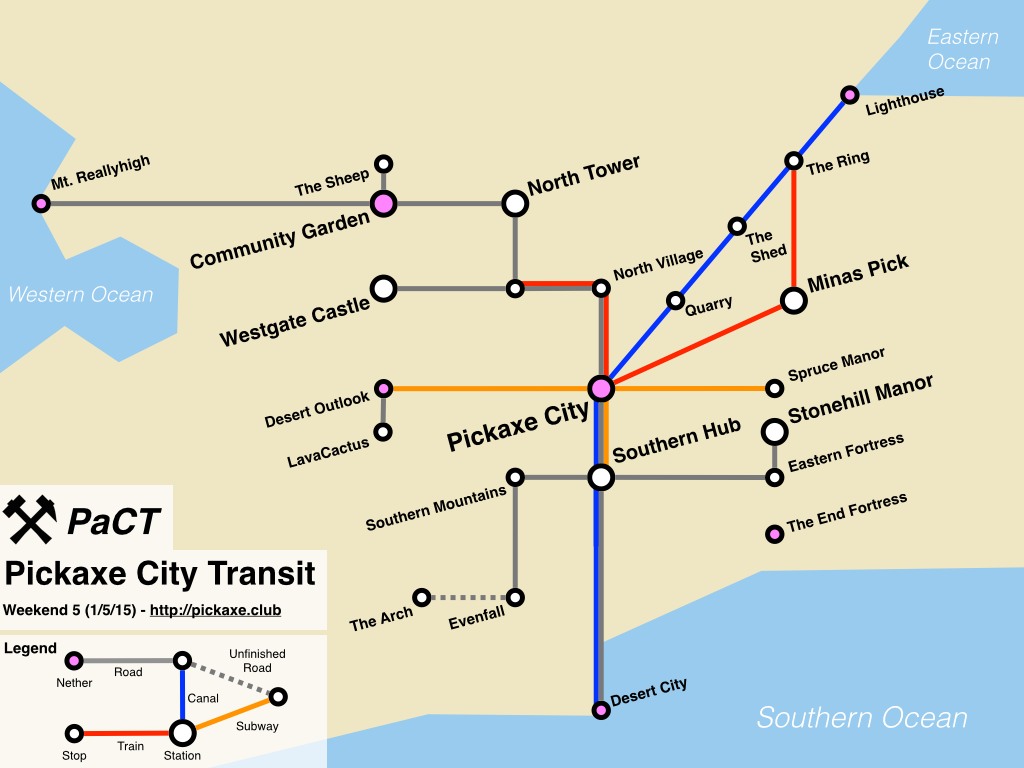 Eastern
Ocean
Lighthouse
Mt. Reallyhigh
The Sheep
North Tower
The Ring
Community Garden
The
Shed
North Village
Minas Pick
Western Ocean
Westgate Castle
Quarry
Spruce Manor
Desert Outlook
Pickaxe City
Stonehill Manor
LavaCactus
Southern Hub
Eastern Fortress
Southern Mountains
The End Fortress
PaCT
Pickaxe City Transit
Weekend 5 (1/5/15) - http://pickaxe.club
The Arch
Evenfall
Legend
Unfinished
Road
Road
Nether
Canal
Subway
Train
Stop
Station
Desert City
Southern Ocean